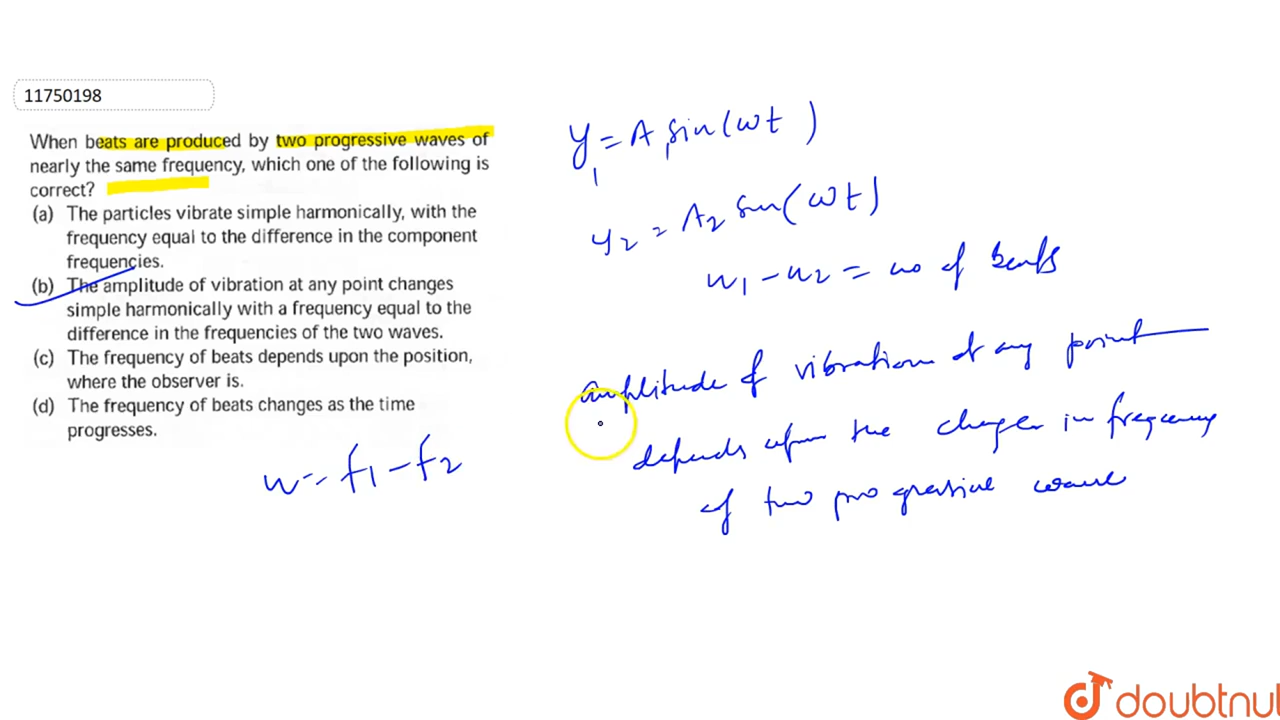 11750198
When beats are produced by two progressive waves of
nearly the same frequency, which one of the following is
correct?
(a) The particles vibrate simple harmonically, with the
frequency equal to the difference in the component
frequencies.
(b) The amplitude of vibration at any point changes
simple harmonically with a frequency equal to the
difference in the frequencies of the two waves.
(c) The frequency of beats depends upon the position,
where the observer is.
(d) The frequency of beats changes as the time
progresses.
n = f1 - f2
y1 = A1 sin(ωt)
y2 = A2 sin(ωt)
n1 - n2 = no of beats
amplitude of vibration at any point
depends upon the changes in frequency
of two progressive wave
doubtnut